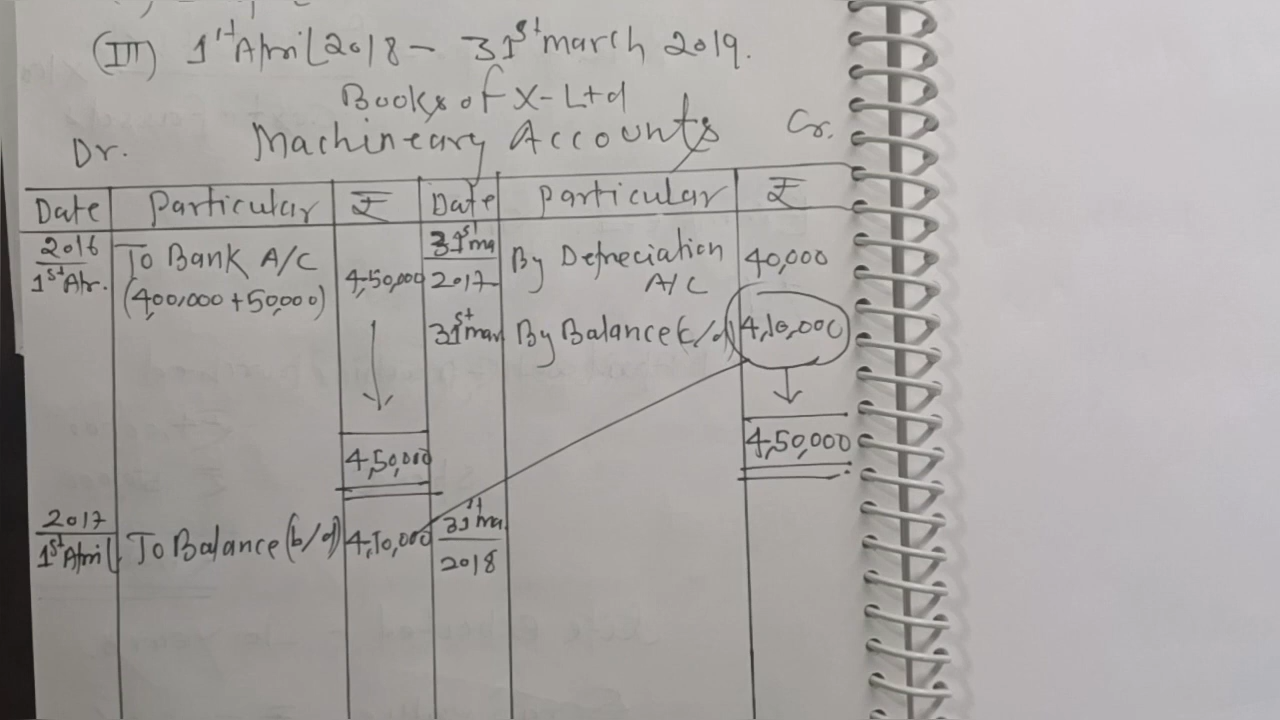 (III) 1st April 2018 - 31st march 2019.
Books of X-Ltd
Dr. Machineary Accounts Cr.
Date Particular ₹ Date Particular ₹
2016 1st Apr. To Bank A/C 4,50,000 31st ma 2017 By Depreciation A/C 40,000
(400,000 + 50,000)
31st mar By Balance (c/d) 4,10,000
4,50,000 4,50,000
2017 1st April To Balance (b/d) 4,10,000 31st ma. 2018